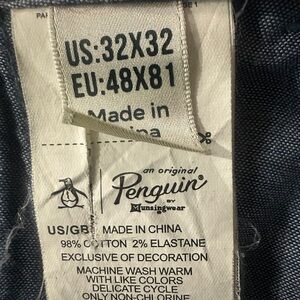 US:32X32
EU:48X81
Made in
an original
Penguin®
BY
Munsingwear
US/GB MADE IN CHINA
98% COTTON 2% ELASTANE
EXCLUSIVE OF DECORATION
MACHINE WASH WARM
WITH LIKE COLORS
DELICATE CYCLE
ONLY NON-CHLORINE